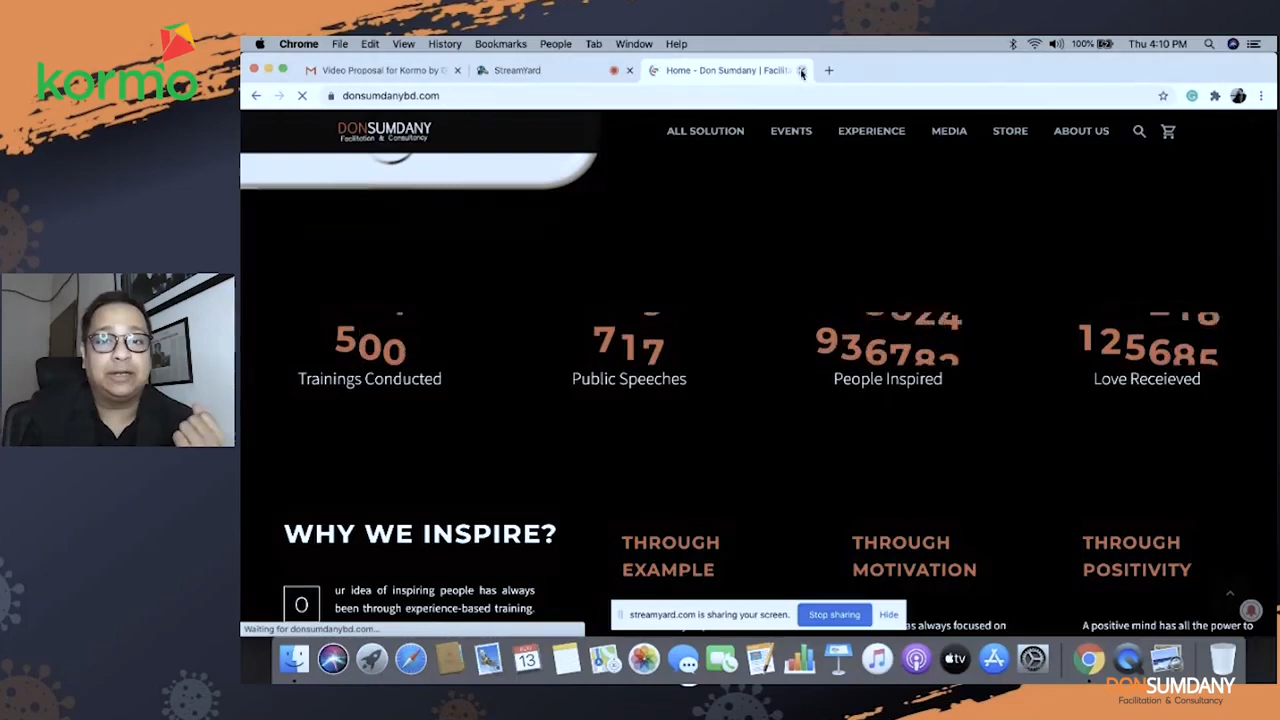 kormo
Chrome File Edit View History Bookmarks People Tab Window Help 100% Thu 4:10 PM
Video Proposal for Kormo by StreamYard Home - Don Sumdany | Facilit
donsumdanybd.com
DONSUMDANY
Facilitation & Consultancy
ALL SOLUTION EVENTS EXPERIENCE MEDIA STORE ABOUT US
500 717
Trainings Conducted Public Speeches People Inspired Love Receieved
WHY WE INSPIRE?
THROUGH EXAMPLE
THROUGH MOTIVATION
THROUGH POSITIVITY
O
ur idea of inspiring people has always
been through experience-based training.
as always focused on
A positive mind has all the power to
streamyard.com is sharing your screen. Stop sharing Hide
Waiting for donsumdanybd.com...
13
tv
DONSUMDANY
Facilitation & Consultancy